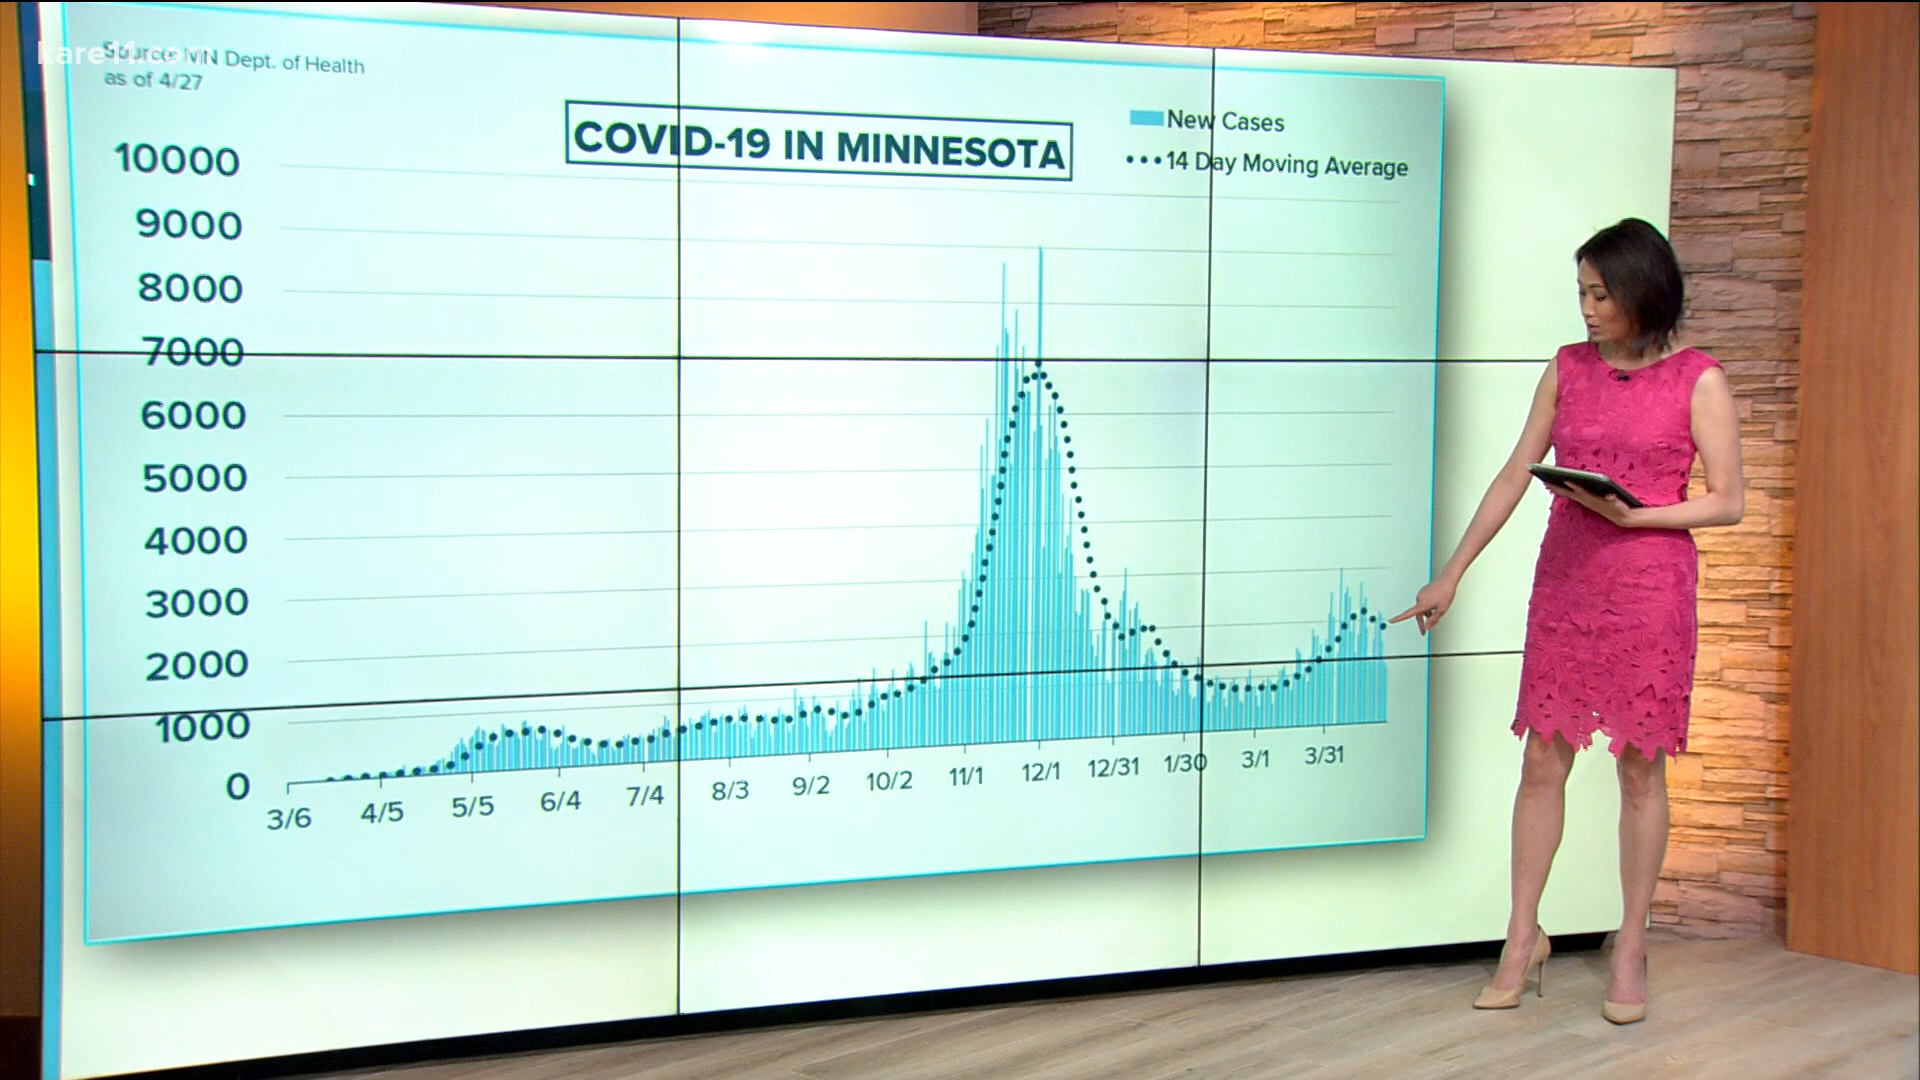 kare11.com
Source: MN Dept. of Health
as of 4/27
COVID-19 IN MINNESOTA
New Cases
14 Day Moving Average
10000
9000
8000
7000
6000
5000
4000
3000
2000
1000
0
3/6 4/5 5/5 6/4 7/4 8/3 9/2 10/2 11/1 12/1 12/31 1/30 3/1 3/31